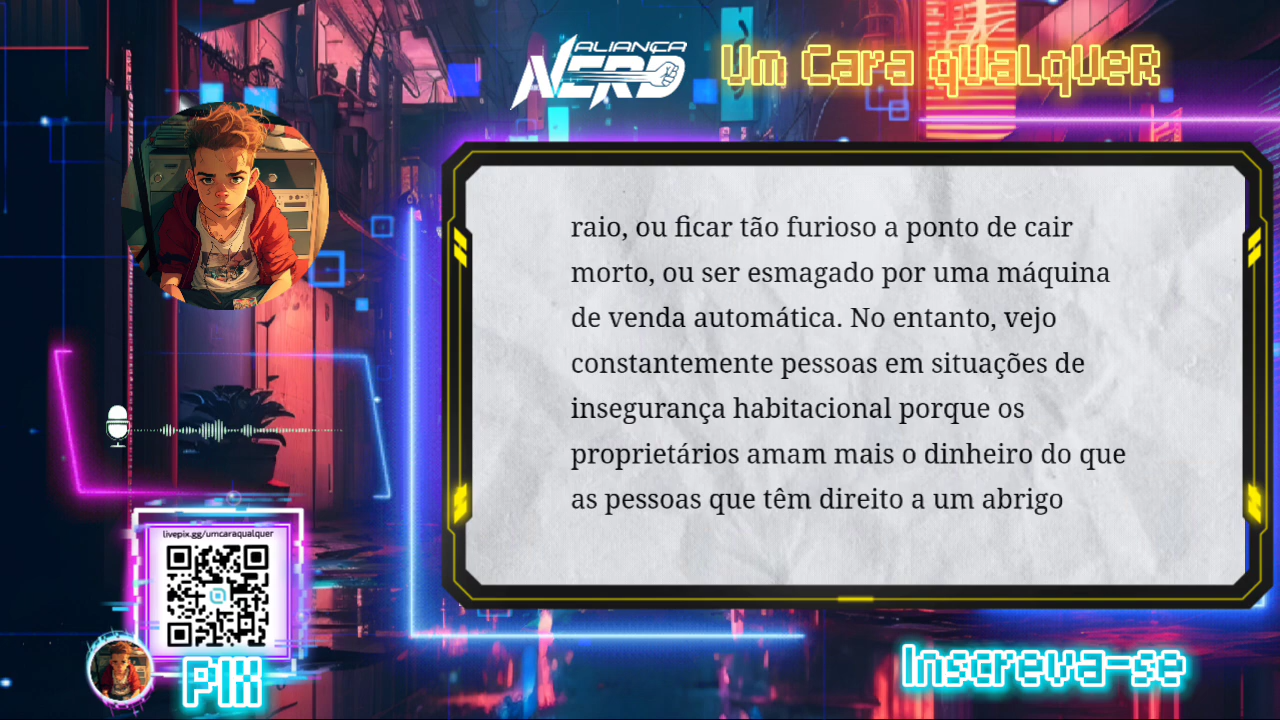 ALIANÇA
NERD
Um Cara qUaLqUeR
raio, ou ficar tão furioso a ponto de cair
morto, ou ser esmagado por uma máquina
de venda automática. No entanto, vejo
constantemente pessoas em situações de
insegurança habitacional porque os
proprietários amam mais o dinheiro do que
as pessoas que têm direito a um abrigo
livepix.gg/umcaraqualquer
PIX
Inscreva-se